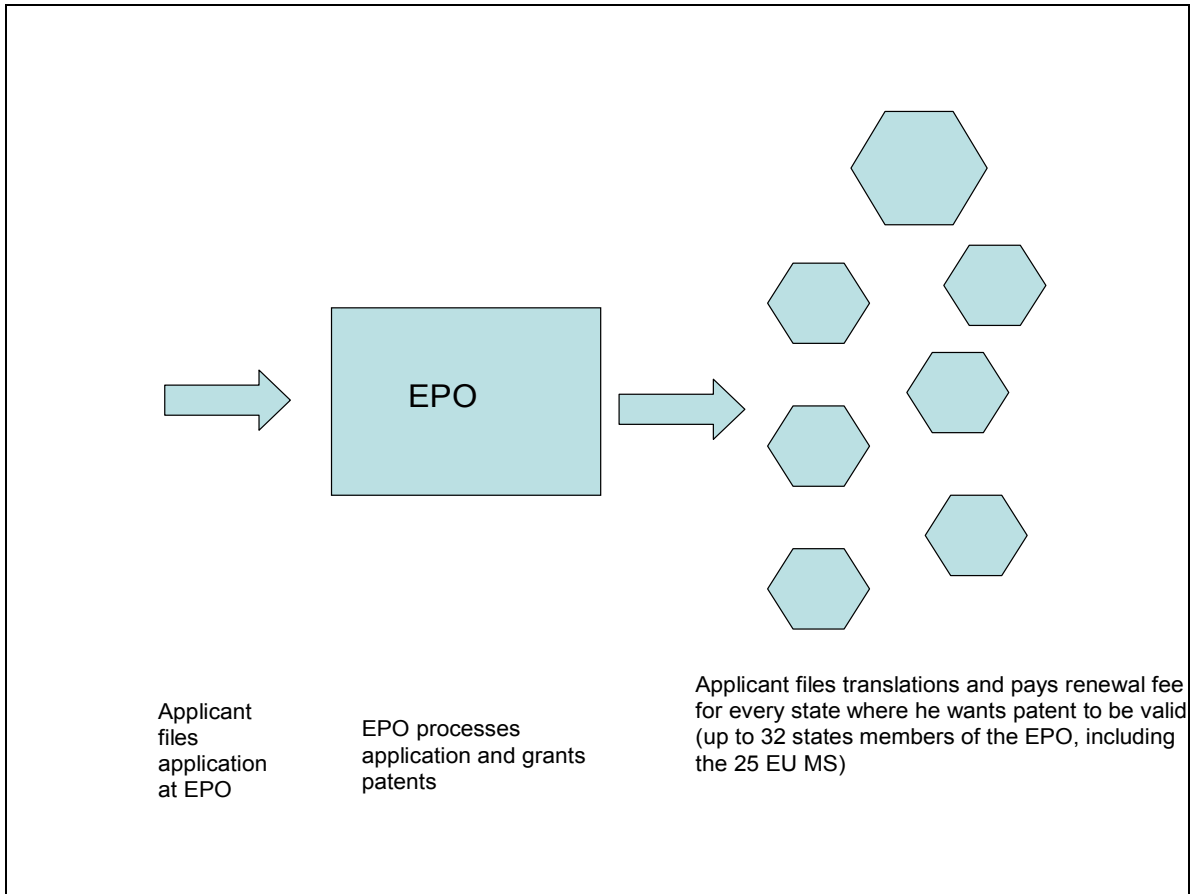 EPO
Applicant
files
application
at EPO
EPO processes
application and grants
patents
Applicant files translations and pays renewal fee
for every state where he wants patent to be valid
(up to 32 states members of the EPO, including
the 25 EU MS)